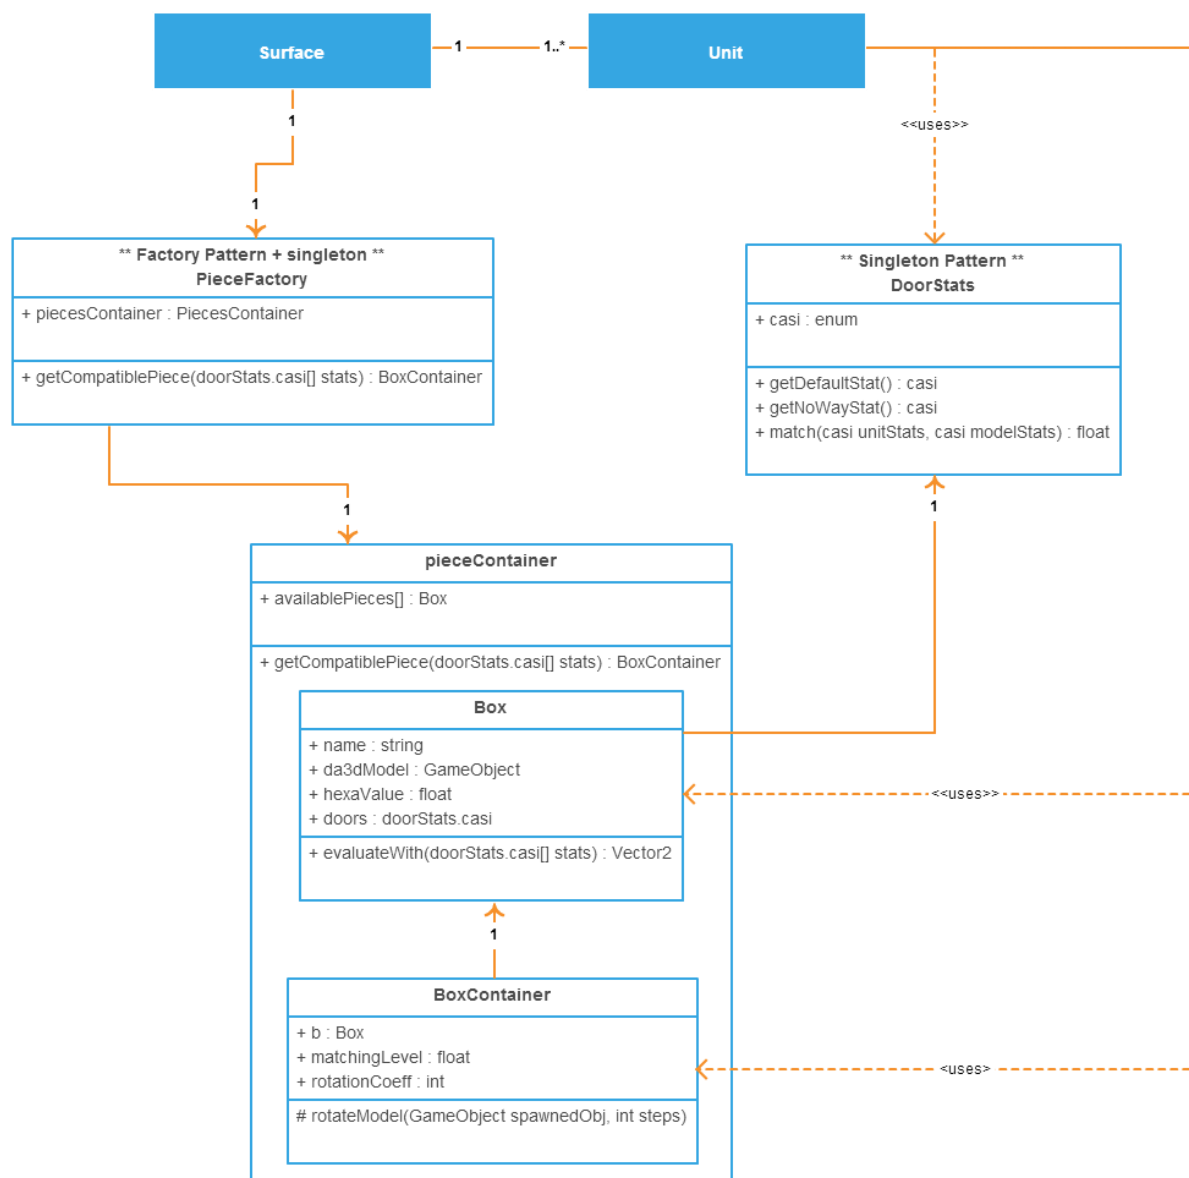 Surface
1
1..*
Unit
1
<<uses>>
1
** Factory Pattern + singleton **
PieceFactory
+ piecesContainer : PiecesContainer
+ getCompatiblePiece(doorStats.casi[] stats) : BoxContainer
** Singleton Pattern **
DoorStats
+ casi : enum
+ getDefaultStat() : casi
+ getNoWayStat() : casi
+ match(casi unitStats, casi modelStats) : float
1
1
pieceContainer
+ availablePieces[] : Box
+ getCompatiblePiece(doorStats.casi[] stats) : BoxContainer
Box
+ name : string
+ da3dModel : GameObject
+ hexaValue : float
+ doors : doorStats.casi
+ evaluateWith(doorStats.casi[] stats) : Vector2
<<uses>>
1
BoxContainer
+ b : Box
+ matchingLevel : float
+ rotationCoeff : int
# rotateModel(GameObject spawnedObj, int steps)
<uses>